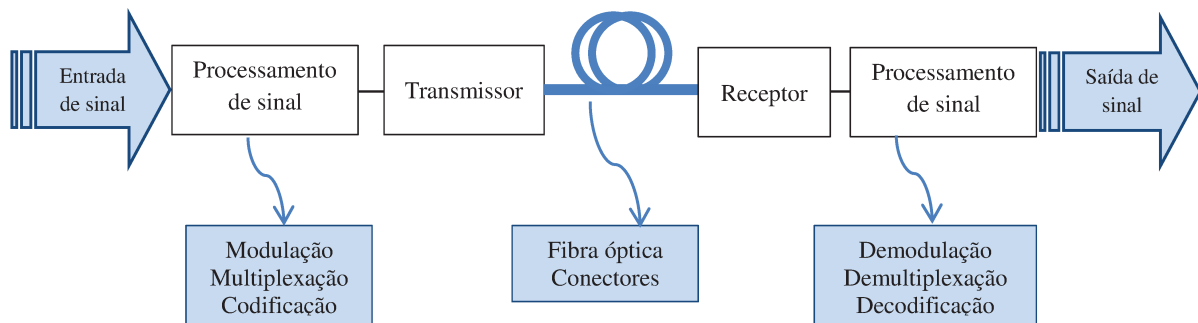 Entrada
de sinal
Processamento
de sinal
Transmissor
Receptor
Processamento
de sinal
Saída de
sinal
Modulação
Multiplexação
Codificação
Fibra óptica
Conectores
Demodulação
Demultiplexação
Decodificação